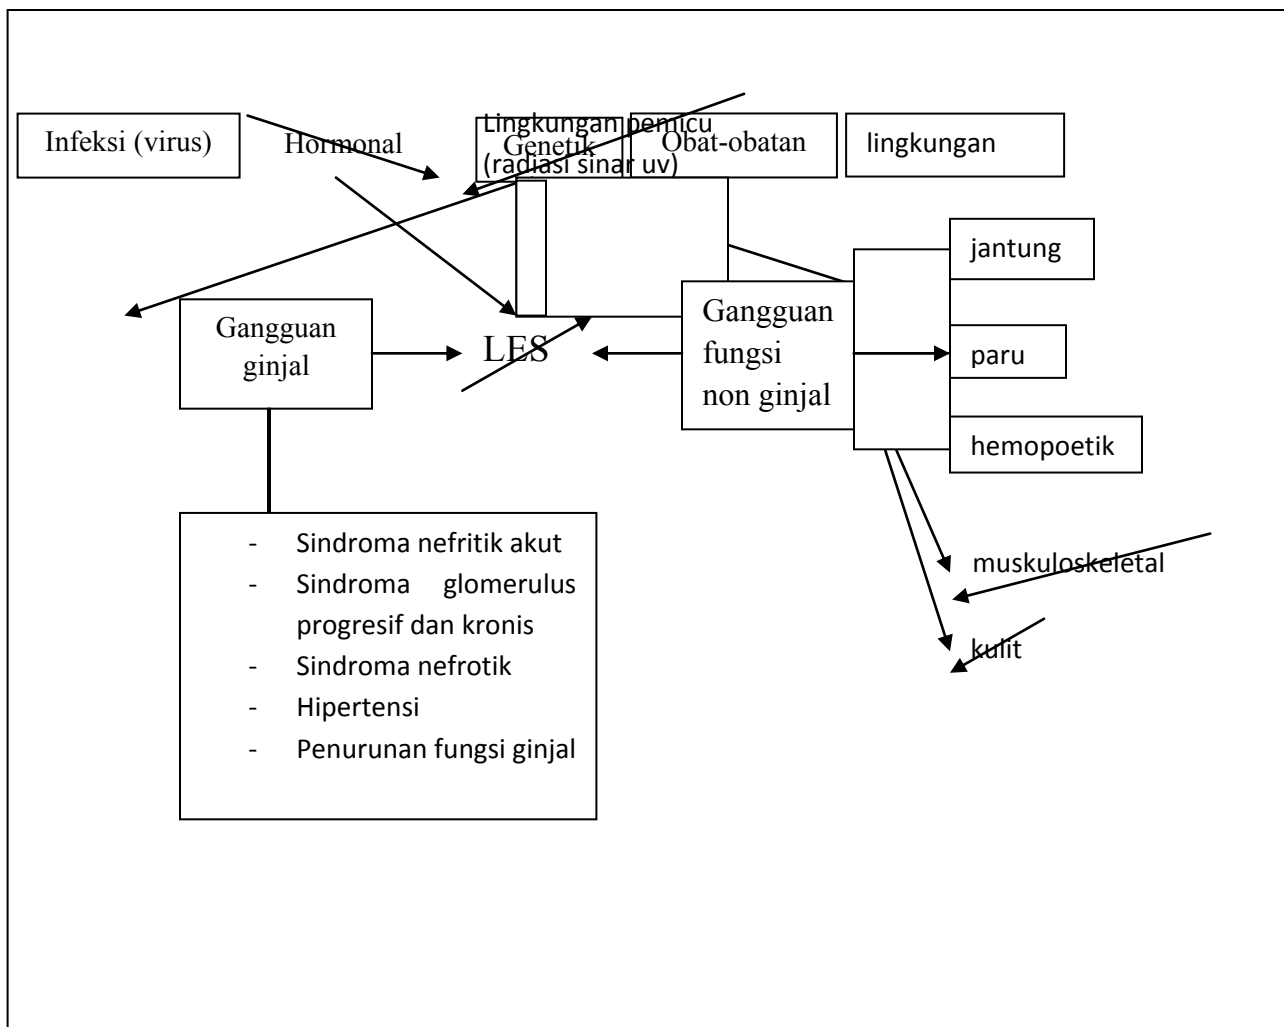 Infeksi (virus)
Hormonal
Genetik
Lingkungan pemicu
(radiasi sinar uv)
Obat-obatan
lingkungan
Gangguan
ginjal
LES
Gangguan
fungsi
non ginjal
jantung
paru
hemopoetik
muskuloskeletal
kulit
- Sindroma nefritik akut
- Sindroma glomerulus
progresif dan kronis
- Sindroma nefrotik
- Hipertensi
- Penurunan fungsi ginjal